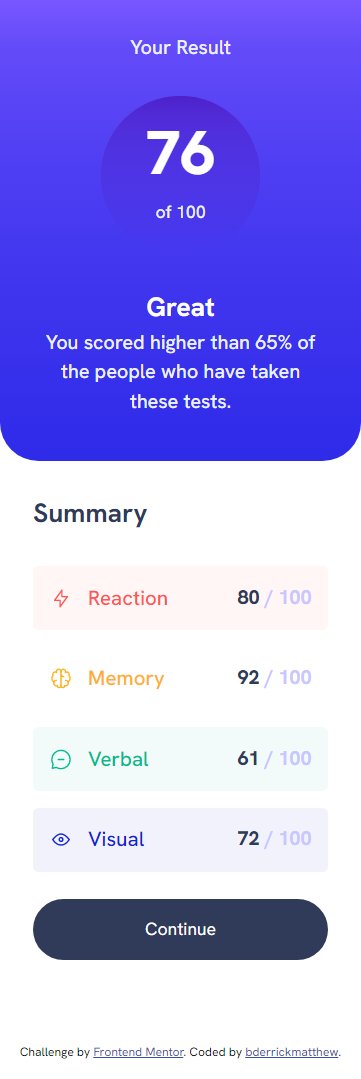 Your Result
76
of 100
Great
You scored higher than 65% of
the people who have taken
these tests.
Summary
Reaction 80 / 100
Memory 92 / 100
Verbal 61 / 100
Visual 72 / 100
Continue
Challenge by Frontend Mentor. Coded by bderrickmatthew.